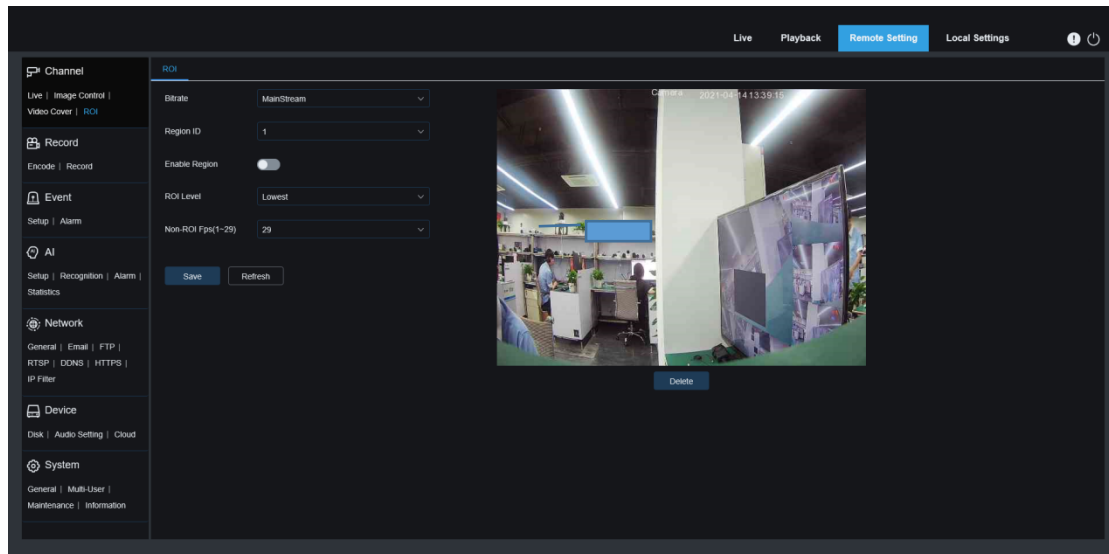 Live Playback Remote Setting Local Settings
Channel
Live | Image Control |
Video Cover | ROI
Record
Encode | Record
Event
Setup | Alarm
AI
Setup | Recognition | Alarm |
Statistics
Network
General | Email | FTP |
RTSP | DDNS | HTTPS |
IP Filter
Device
Disk | Audio Setting | Cloud
System
General | Multi-User |
Maintenance | Information
ROI
Bitrate MainStream
Region ID 1
Enable Region
ROI Level Lowest
Non-ROI Fps(1~29) 29
Save Refresh
Camera 2021-04-14 13:39:15
Delete